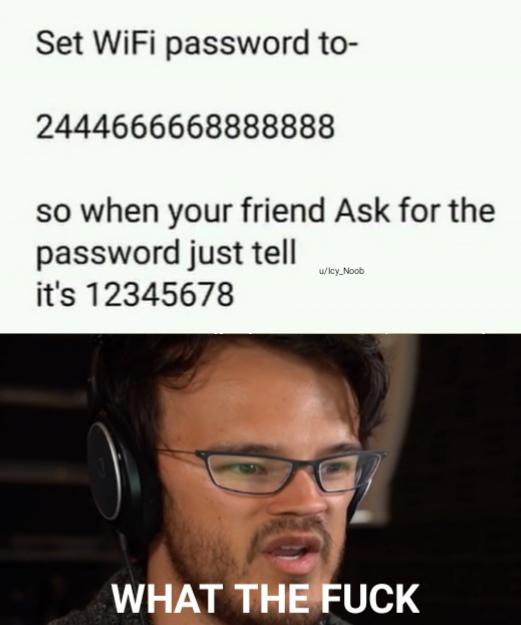 Set WiFi password to-
2444666668888888
so when your friend Ask for the
password just tell
u/Icy_Noob
it's 12345678
WHAT THE FUCK